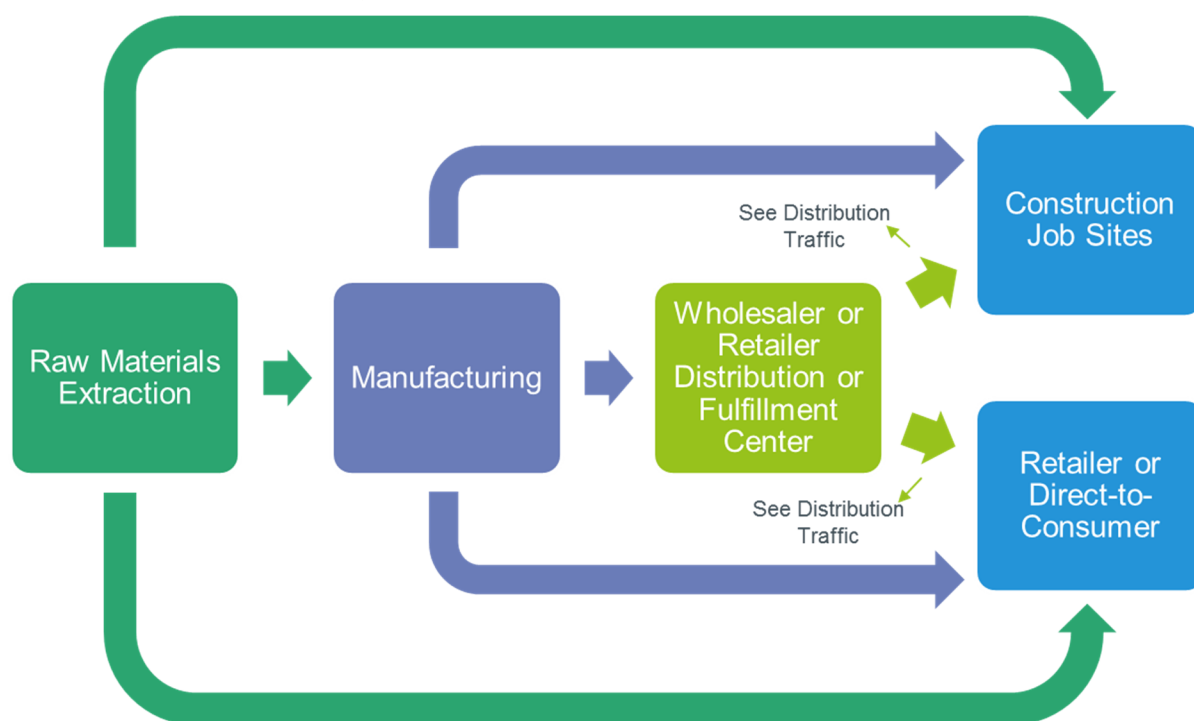 See Distribution
Traffic
Construction
Job Sites
Raw Materials
Extraction
Manufacturing
Wholesaler or
Retailer
Distribution or
Fulfillment
Center
Retailer or
Direct-to-
Consumer
See Distribution
Traffic